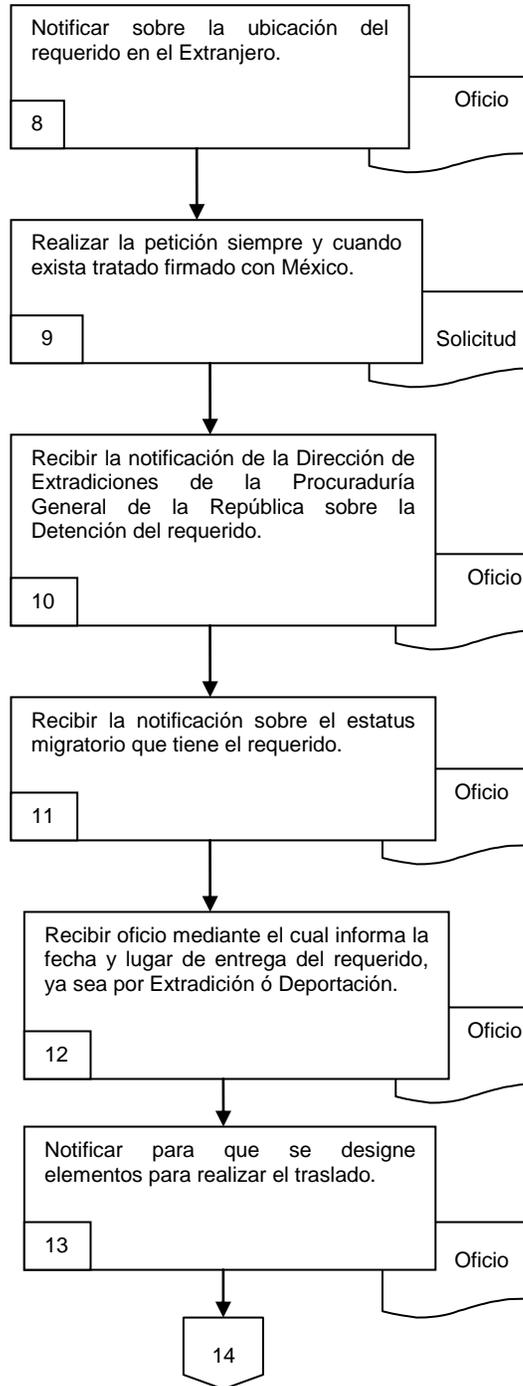 Notificar sobre la ubicación del
requerido en el Extranjero.
Oficio
8
Realizar la petición siempre y cuando
exista tratado firmado con México.
Solicitud
9
Recibir la notificación de la Dirección de
Extradiciones de la Procuraduría
General de la República sobre la
Detención del requerido.
Oficio
10
Recibir la notificación sobre el estatus
migratorio que tiene el requerido.
Oficio
11
Recibir oficio mediante el cual informa la
fecha y lugar de entrega del requerido,
ya sea por Extradición ó Deportación.
Oficio
12
Notificar para que se designe
elementos para realizar el traslado.
13
Oficio
14